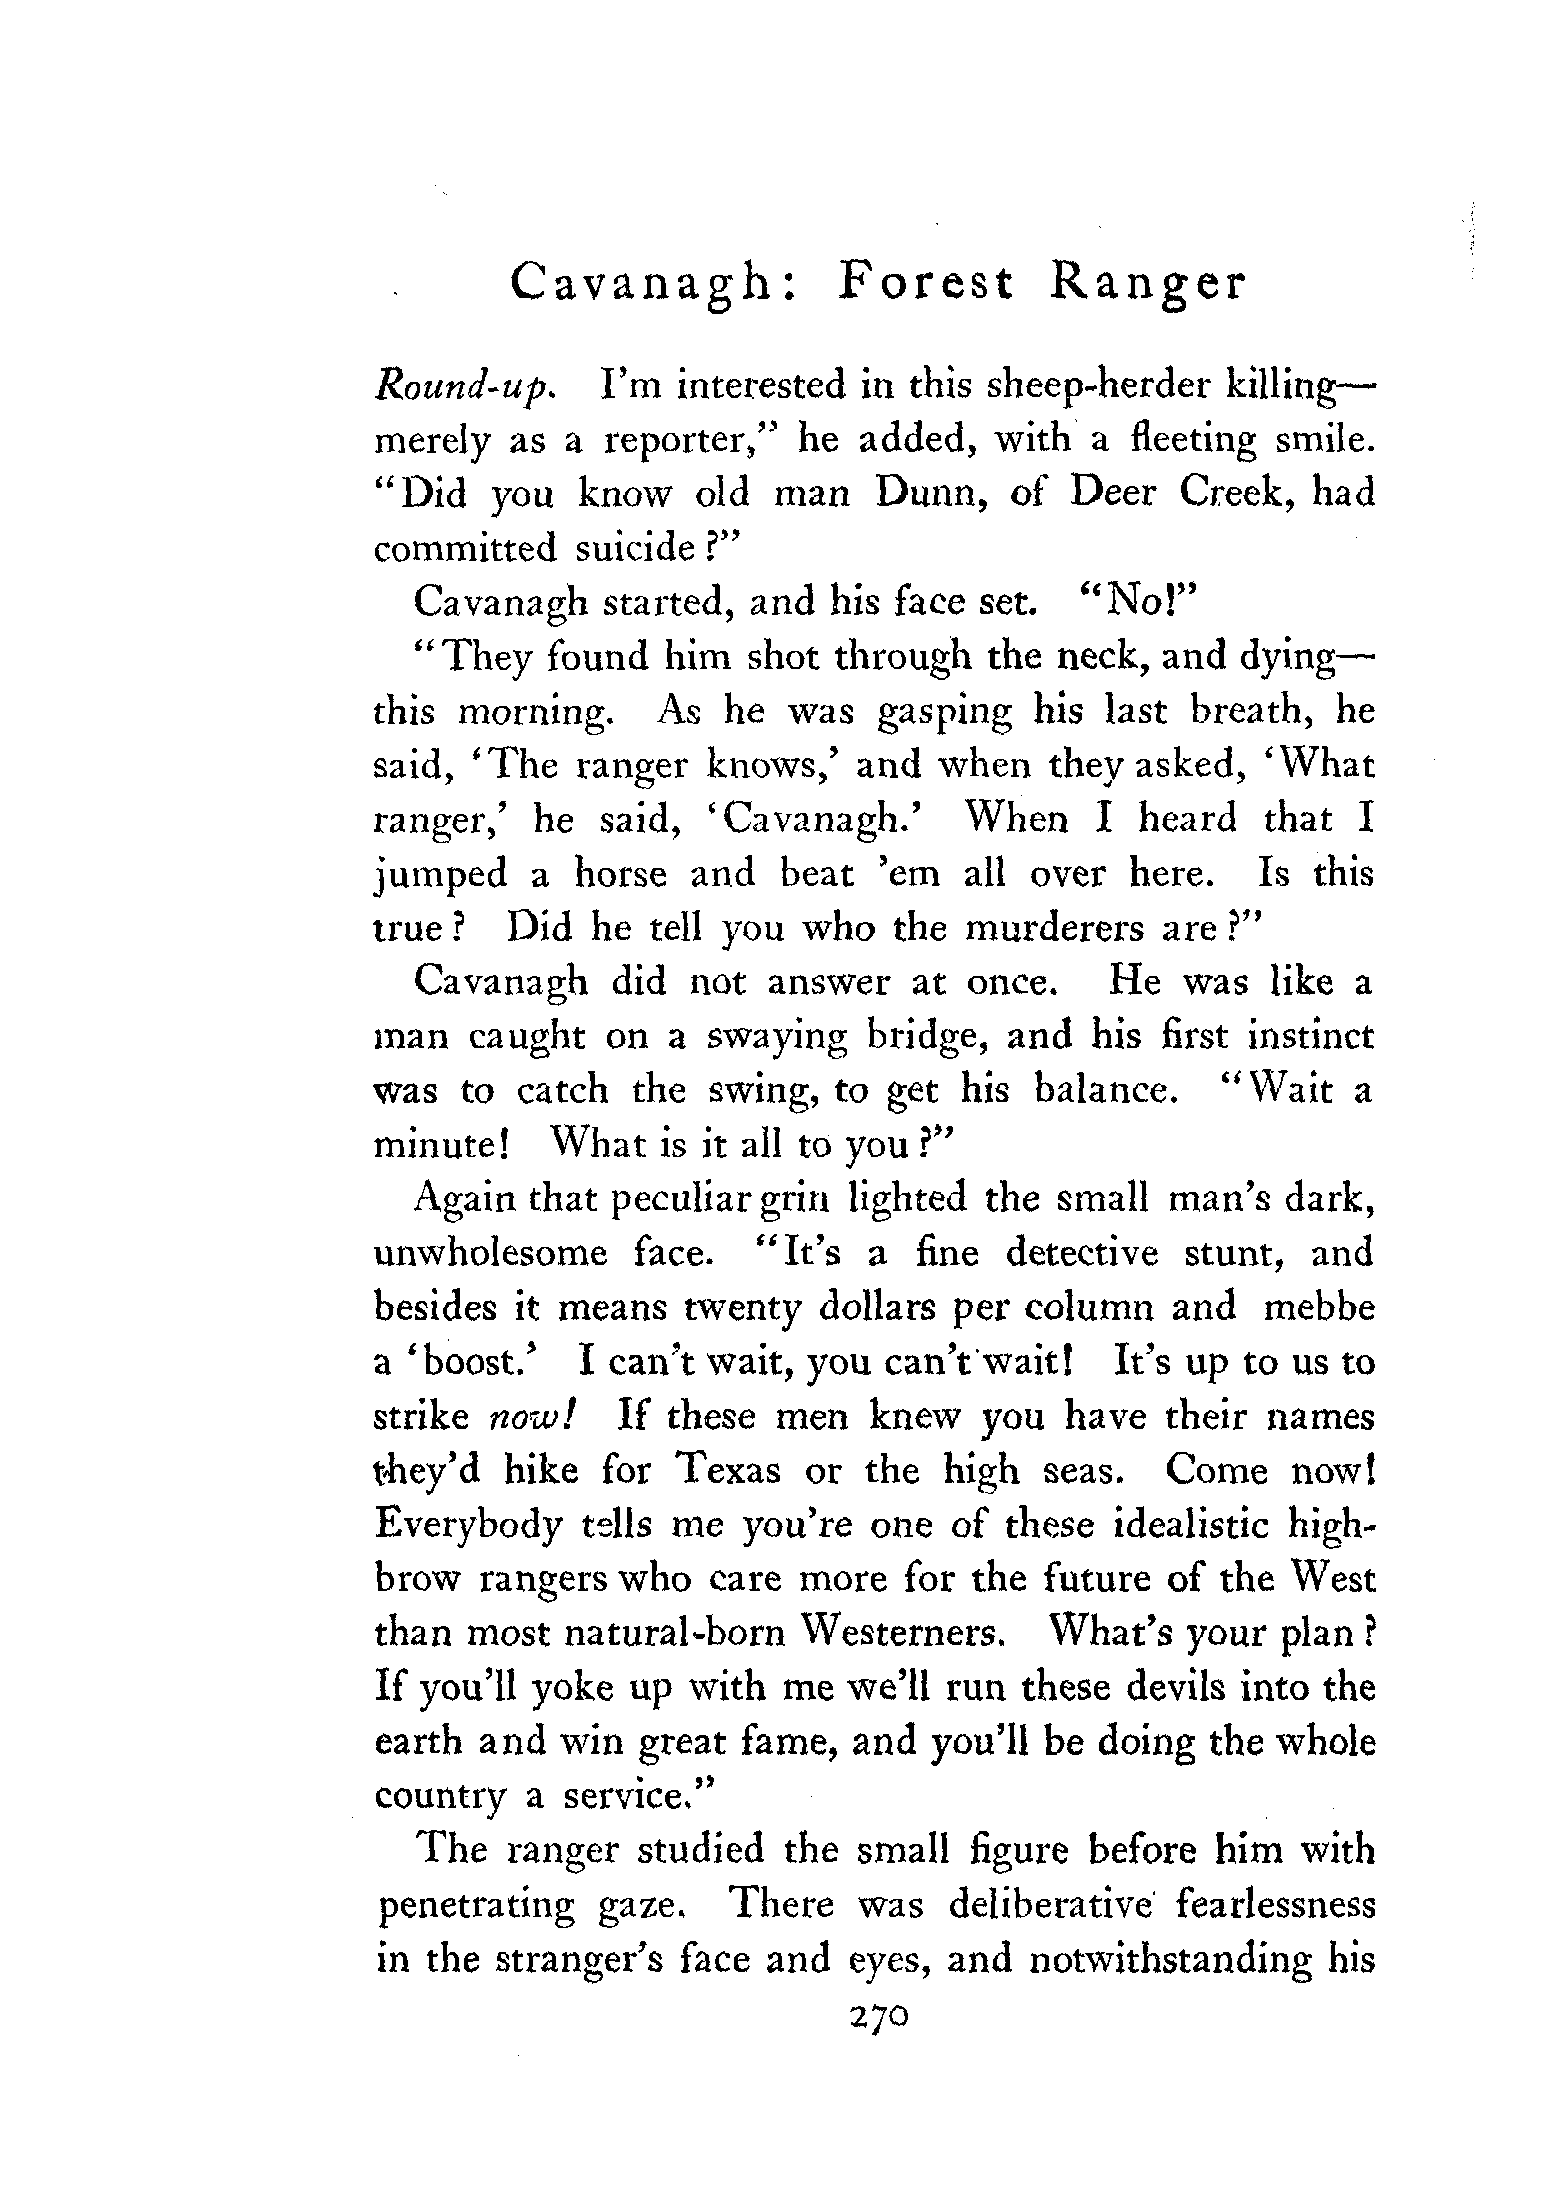 Cavanagh: Forest Ranger
Round-up. I'm interested in this sheep-herder killing—
merely as a reporter," he added, with a fleeting smile.
"Did you know old man Dunn, of Deer Creek, had
committed suicide?"
Cavanagh started, and his face set. "No!"
"They found him shot through the neck, and dying—
this morning. As he was gasping his last breath, he
said, 'The ranger knows,' and when they asked, 'What
ranger,' he said, 'Cavanagh.' When I heard that I
jumped a horse and beat 'em all over here. Is this
true? Did he tell you who the murderers are?"
Cavanagh did not answer at once. He was like a
man caught on a swaying bridge, and his first instinct
was to catch the swing, to get his balance. "Wait a
minute! What is it all to you?"
Again that peculiar grin lighted the small man's dark,
unwholesome face. "It's a fine detective stunt, and
besides it means twenty dollars per column and mebbe
a 'boost.' I can't wait, you can't wait! It's up to us to
strike now! If these men knew you have their names
they'd hike for Texas or the high seas. Come now!
Everybody tells me you're one of these idealistic high-
brow rangers who care more for the future of the West
than most natural-born Westerners. What's your plan?
If you'll yoke up with me we'll run these devils into the
earth and win great fame, and you'll be doing the whole
country a service."
The ranger studied the small figure before him with
penetrating gaze. There was deliberative fearlessness
in the stranger's face and eyes, and notwithstanding his
270